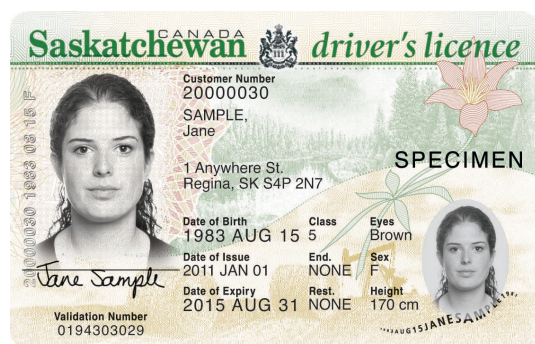 CANADA
Saskatchewan driver's licence
Customer Number
20000030
SAMPLE,
Jane
1 Anywhere St.
Regina, SK S4P 2N7
SPECIMEN
Date of Birth Class Eyes
1983 AUG 15 5 Brown
Date of Issue End. Sex
2011 JAN 01 NONE F
Date of Expiry Rest. Height
2015 AUG 31 NONE 170 cm
20000030 1983 08 15 F
Jane Sample
Validation Number
0194303029
1983AUG15JANESAMPLE1983